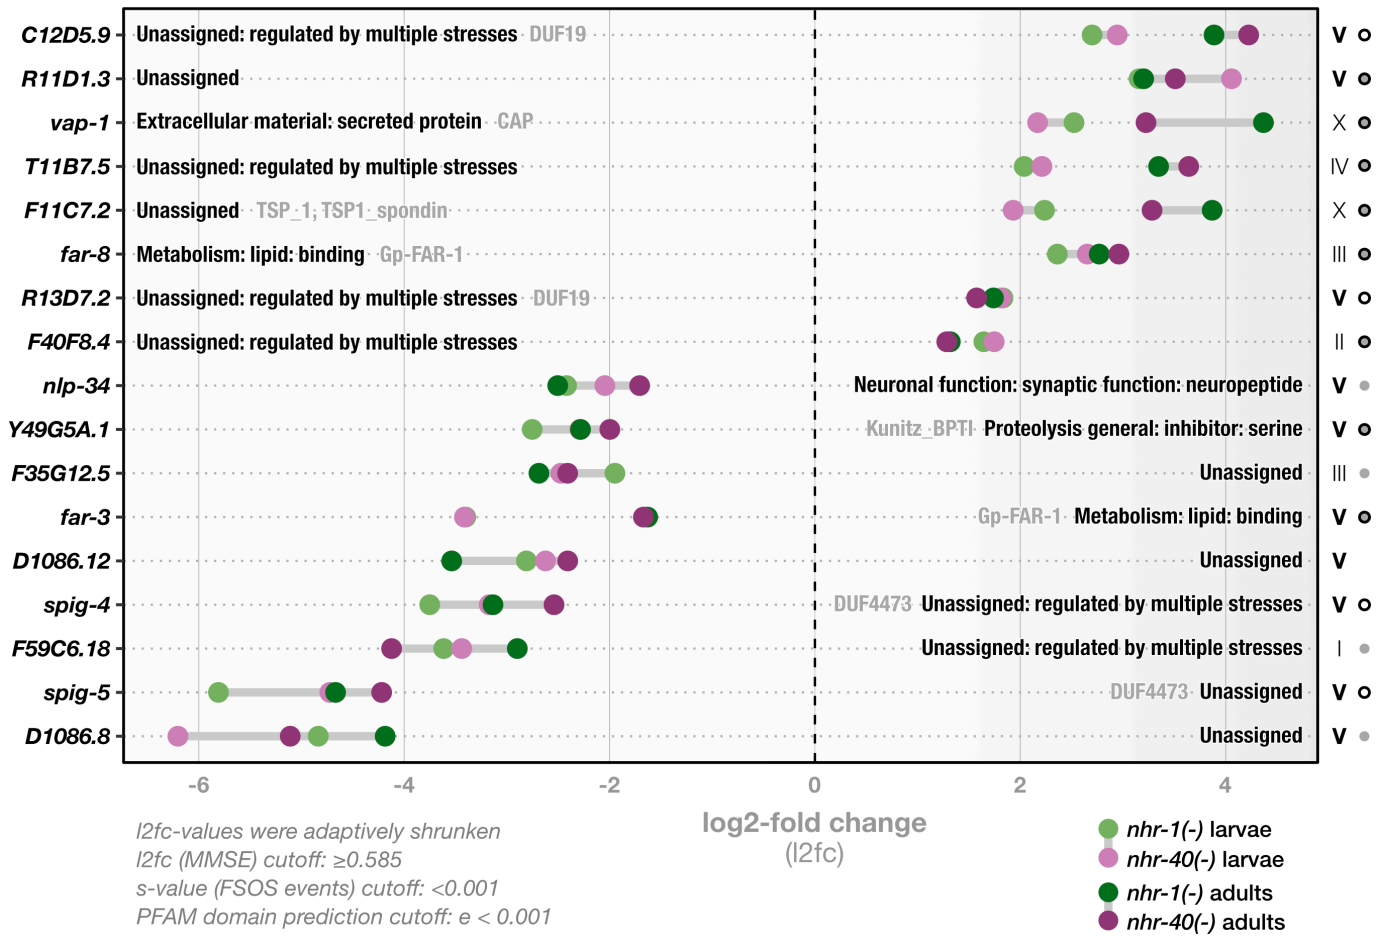 C12D5.9 Unassigned: regulated by multiple stresses DUF19 V
R11D1.3 Unassigned V
vap-1 Extracellular material: secreted protein CAP X
T11B7.5 Unassigned: regulated by multiple stresses IV
F11C7.2 Unassigned TSP_1, TSP1_spondin X
far-8 Metabolism: lipid: binding Gp-FAR-1 III
R13D7.2 Unassigned: regulated by multiple stresses DUF19 V
F40F8.4 Unassigned: regulated by multiple stresses II
nlp-34 Neuronal function: synaptic function: neuropeptide V
Y49G5A.1 Kunitz_BPTI Proteolysis general: inhibitor: serine V
F35G12.5 Unassigned III
far-3 Gp-FAR-1 Metabolism: lipid: binding V
D1086.12 Unassigned V
spig-4 DUF4473 Unassigned: regulated by multiple stresses V
F59C6.18 Unassigned: regulated by multiple stresses I
spig-5 DUF4473 Unassigned V
D1086.8 Unassigned V
-6 -4 -2 0 2 4
log2-fold change
(l2fc)
l2fc-values were adaptively shrunken
l2fc (MMSE) cutoff: ≥0.585
s-value (FSOS events) cutoff: <0.001
PFAM domain prediction cutoff: e < 0.001
nhr-1(-) larvae
nhr-40(-) larvae
nhr-1(-) adults
nhr-40(-) adults